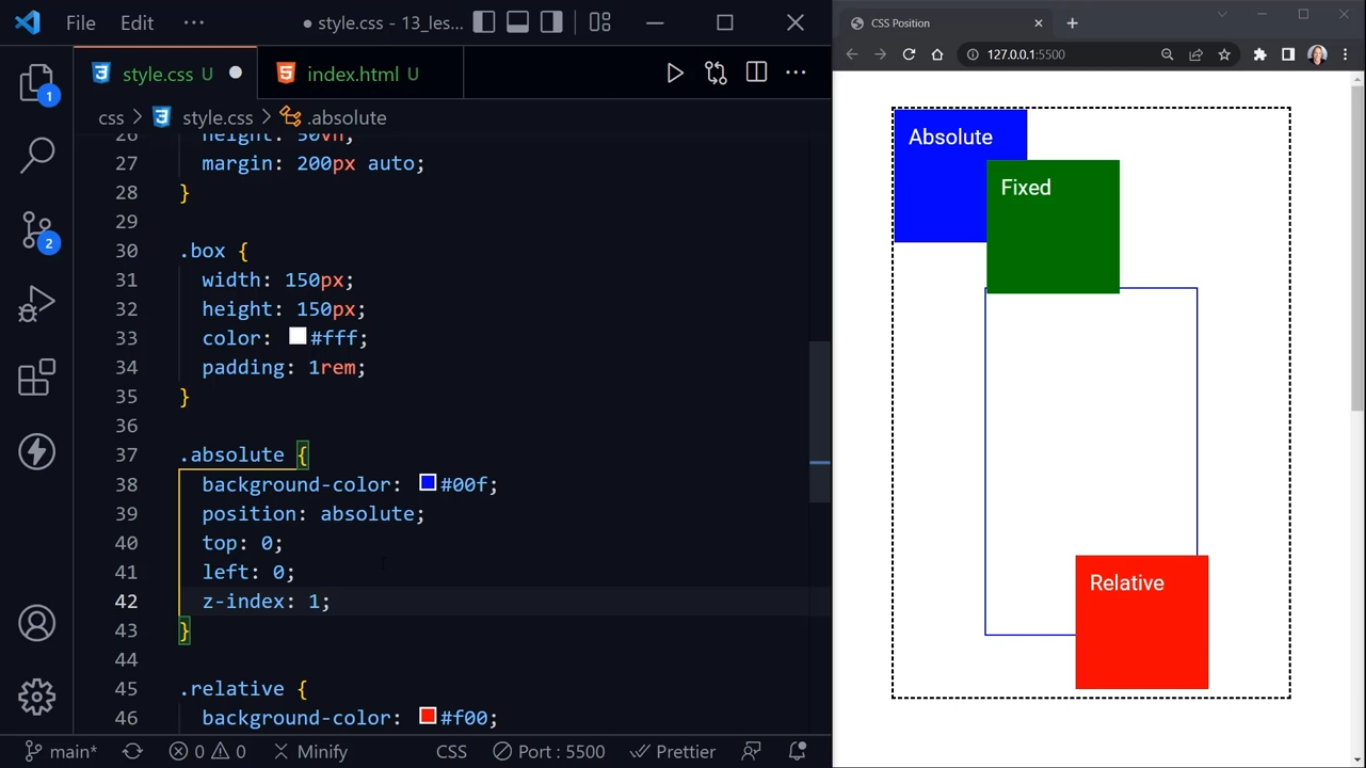 File Edit ··· style.css - 13_les...
style.css U index.html U
css > style.css > .absolute
26 height: 50vh;
27 margin: 200px auto;
28 }
29
30 .box {
31 width: 150px;
32 height: 150px;
33 color: #fff;
34 padding: 1rem;
35 }
36
37 .absolute {
38 background-color: #00f;
39 position: absolute;
40 top: 0;
41 left: 0;
42 z-index: 1;
43 }
44
45 .relative {
46 background-color: #f00;
1
2
main* 0 0 Minify CSS Port : 5500 Prettier
CSS Position
127.0.0.1:5500
Absolute
Fixed
Relative